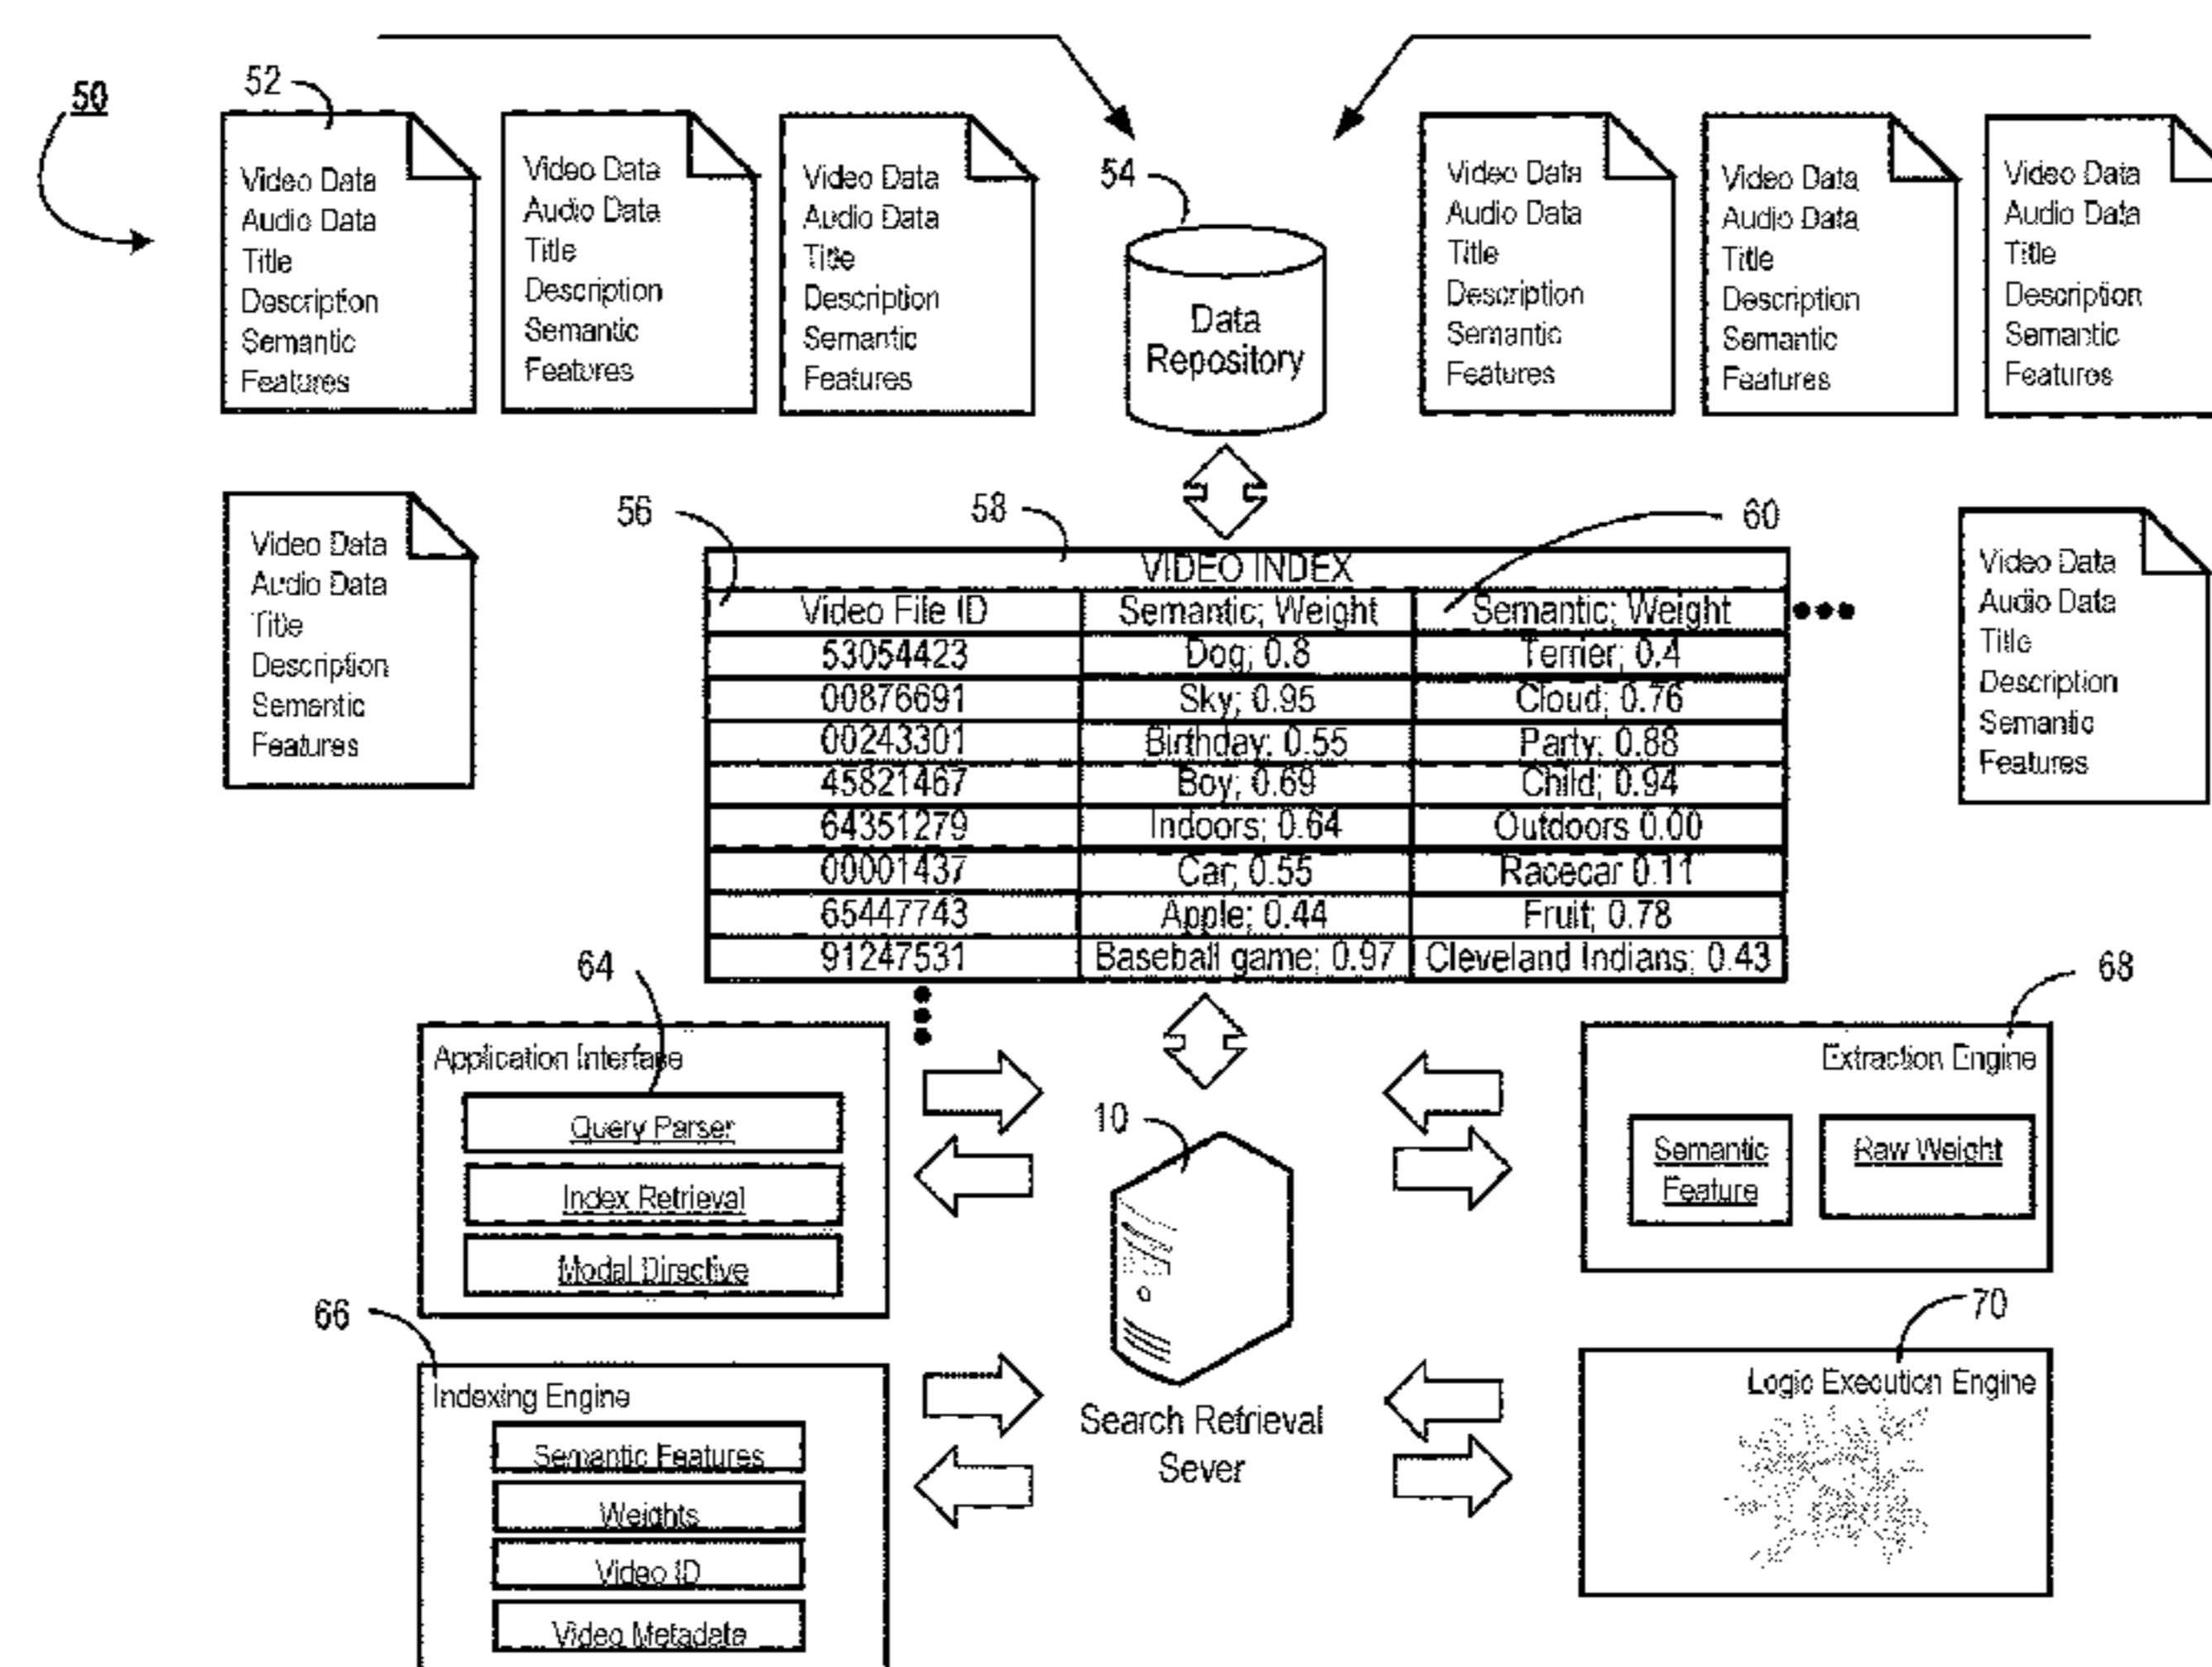 50
52
Video Data
Audio Data
Title
Description
Semantic
Features
Video Data
Audio Data
Title
Description
Semantic
Features
Video Data
Audio Data
Title
Description
Semantic
Features
54
Data
Repository
Video Data
Audio Data
Title
Description
Semantic
Features
Video Data
Audio Data
Title
Description
Semantic
Features
Video Data
Audio Data
Title
Description
Semantic
Features
Video Data
Audio Data
Title
Description
Semantic
Features
56
58
60
VIDEO INDEX
Video File ID Semantic; Weight Semantic; Weight
53054423 Dog; 0.8 Terrier; 0.4
00876691 Sky; 0.95 Cloud; 0.76
00243301 Birthday; 0.55 Party; 0.88
45821467 Boy; 0.69 Child; 0.94
64351279 Indoors; 0.64 Outdoors 0.00
00001437 Car; 0.55 Racecar 0.11
65447743 Apple; 0.44 Fruit; 0.78
91247531 Baseball game; 0.97 Cleveland Indians; 0.43
Video Data
Audio Data
Title
Description
Semantic
Features
64
Application Interface
Query Parser
Index Retrieval
Modal Directive
66
Indexing Engine
Semantic Features
Weights
Video ID
Video Metadata
10
Search Retrieval
Sever
68
Extraction Engine
Semantic
Feature
Raw Weight
70
Logic Execution Engine